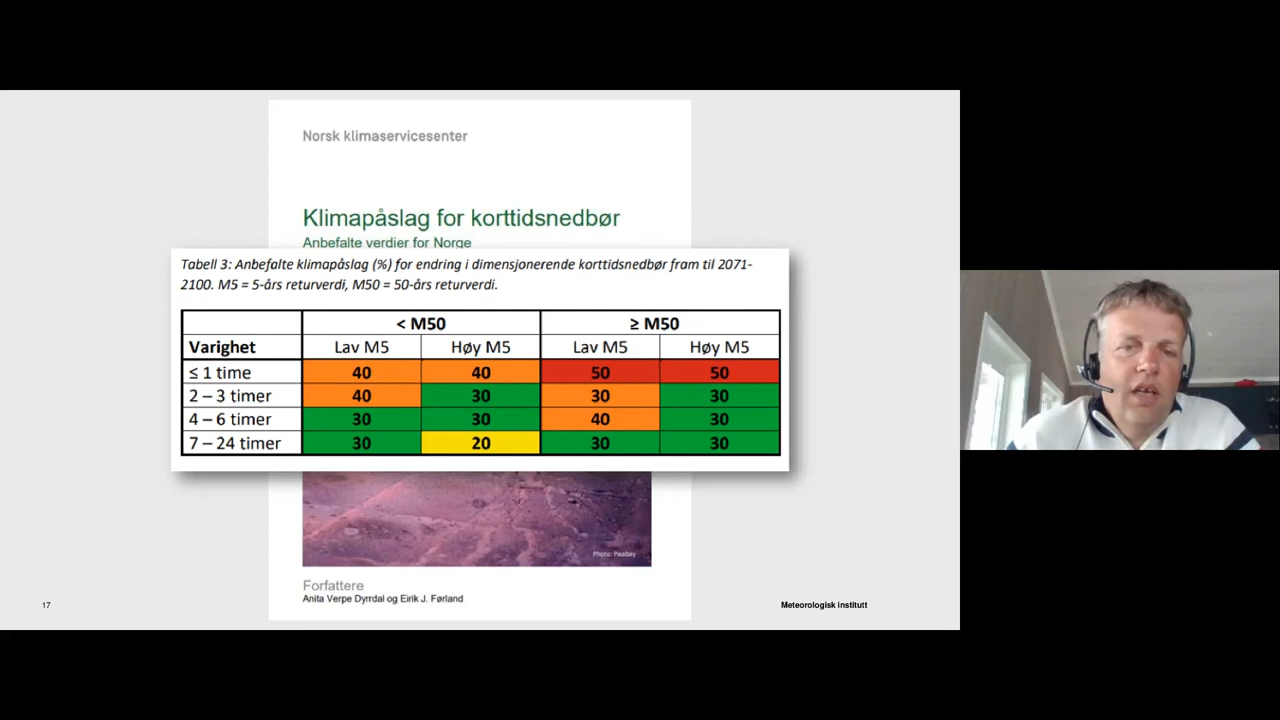 Norsk klimaservicesenter
Klimapåslag for korttidsnedbør
Anbefalte verdier for Norge
Tabell 3: Anbefalte klimapåslag (%) for endring i dimensjonerende korttidsnedbør fram til 2071-
2100. M5 = 5-års returverdi, M50 = 50-års returverdi.
< M50 ≥ M50
Varighet Lav M5 Høy M5 Lav M5 Høy M5
≤ 1 time 40 40 50 50
2 – 3 timer 40 30 30 30
4 – 6 timer 30 30 40 30
7 – 24 timer 30 20 30 30
Photo: Pixabay
Forfattere
Anita Verpe Dyrrdal og Eirik J. Førland
17
Meteorologisk institutt